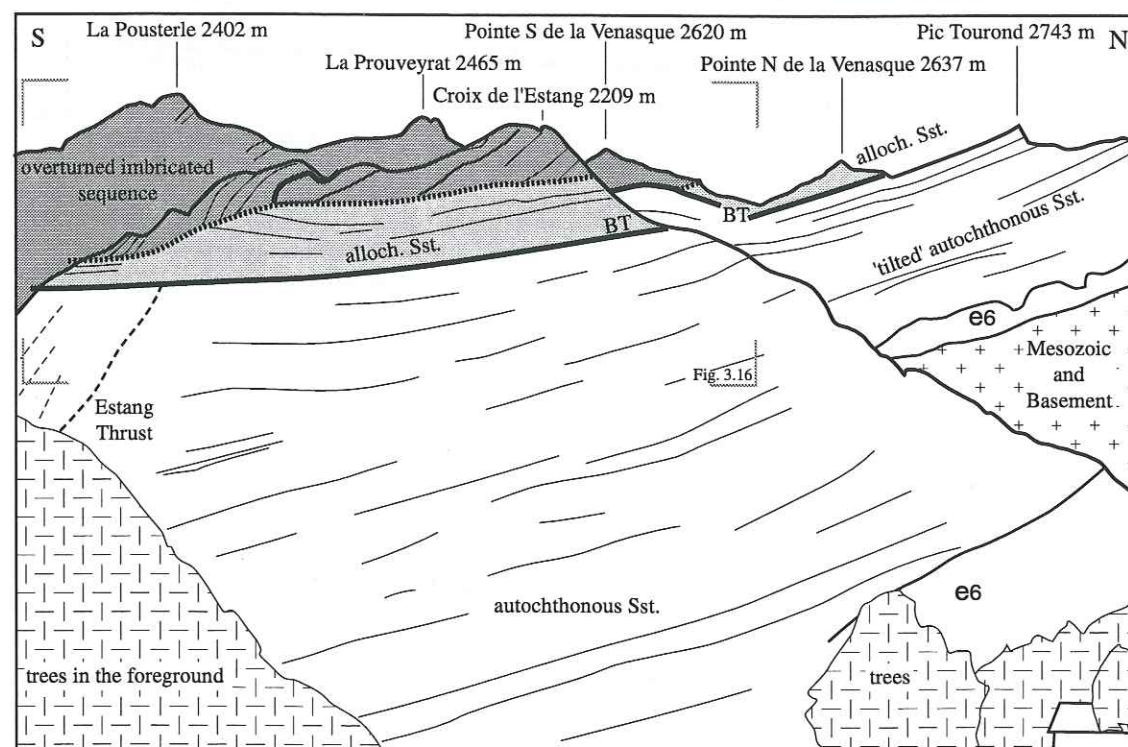 S
La Pousterle 2402 m
Pointe S de la Venasque 2620 m
Pic Tourond 2743 m
N
La Prouveyrat 2465 m
Pointe N de la Venasque 2637 m
Croix de l'Estang 2209 m
alloch. Sst.
overturned imbricated
sequence
BT
BT
alloch. Sst.
'tilted' autochthonous Sst.
e6
Mesozoic
and
Basement
Fig. 3.16
Estang
Thrust
autochthonous Sst.
e6
trees in the foreground
trees